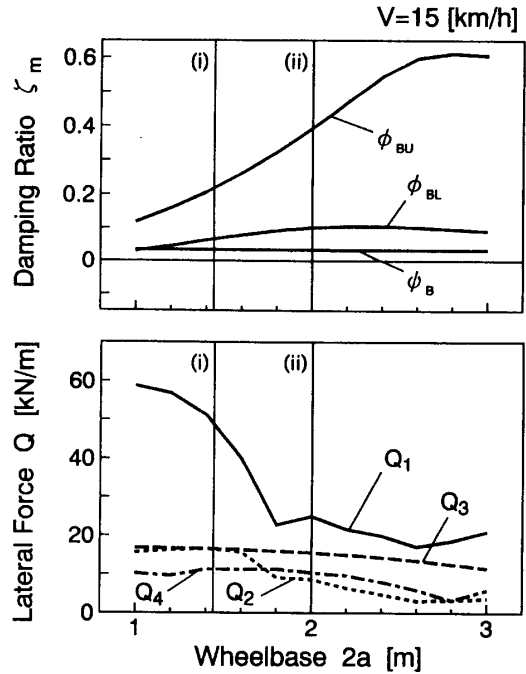 V=15 [km/h]
Damping Ratio ζm
0.6
0.4
0.2
0
(i)
(ii)
ϕBU
ϕBL
ϕB
Lateral Force Q [kN/m]
60
40
20
0
(i)
(ii)
Q1
Q3
Q4
Q2
1
2
3
Wheelbase 2a [m]